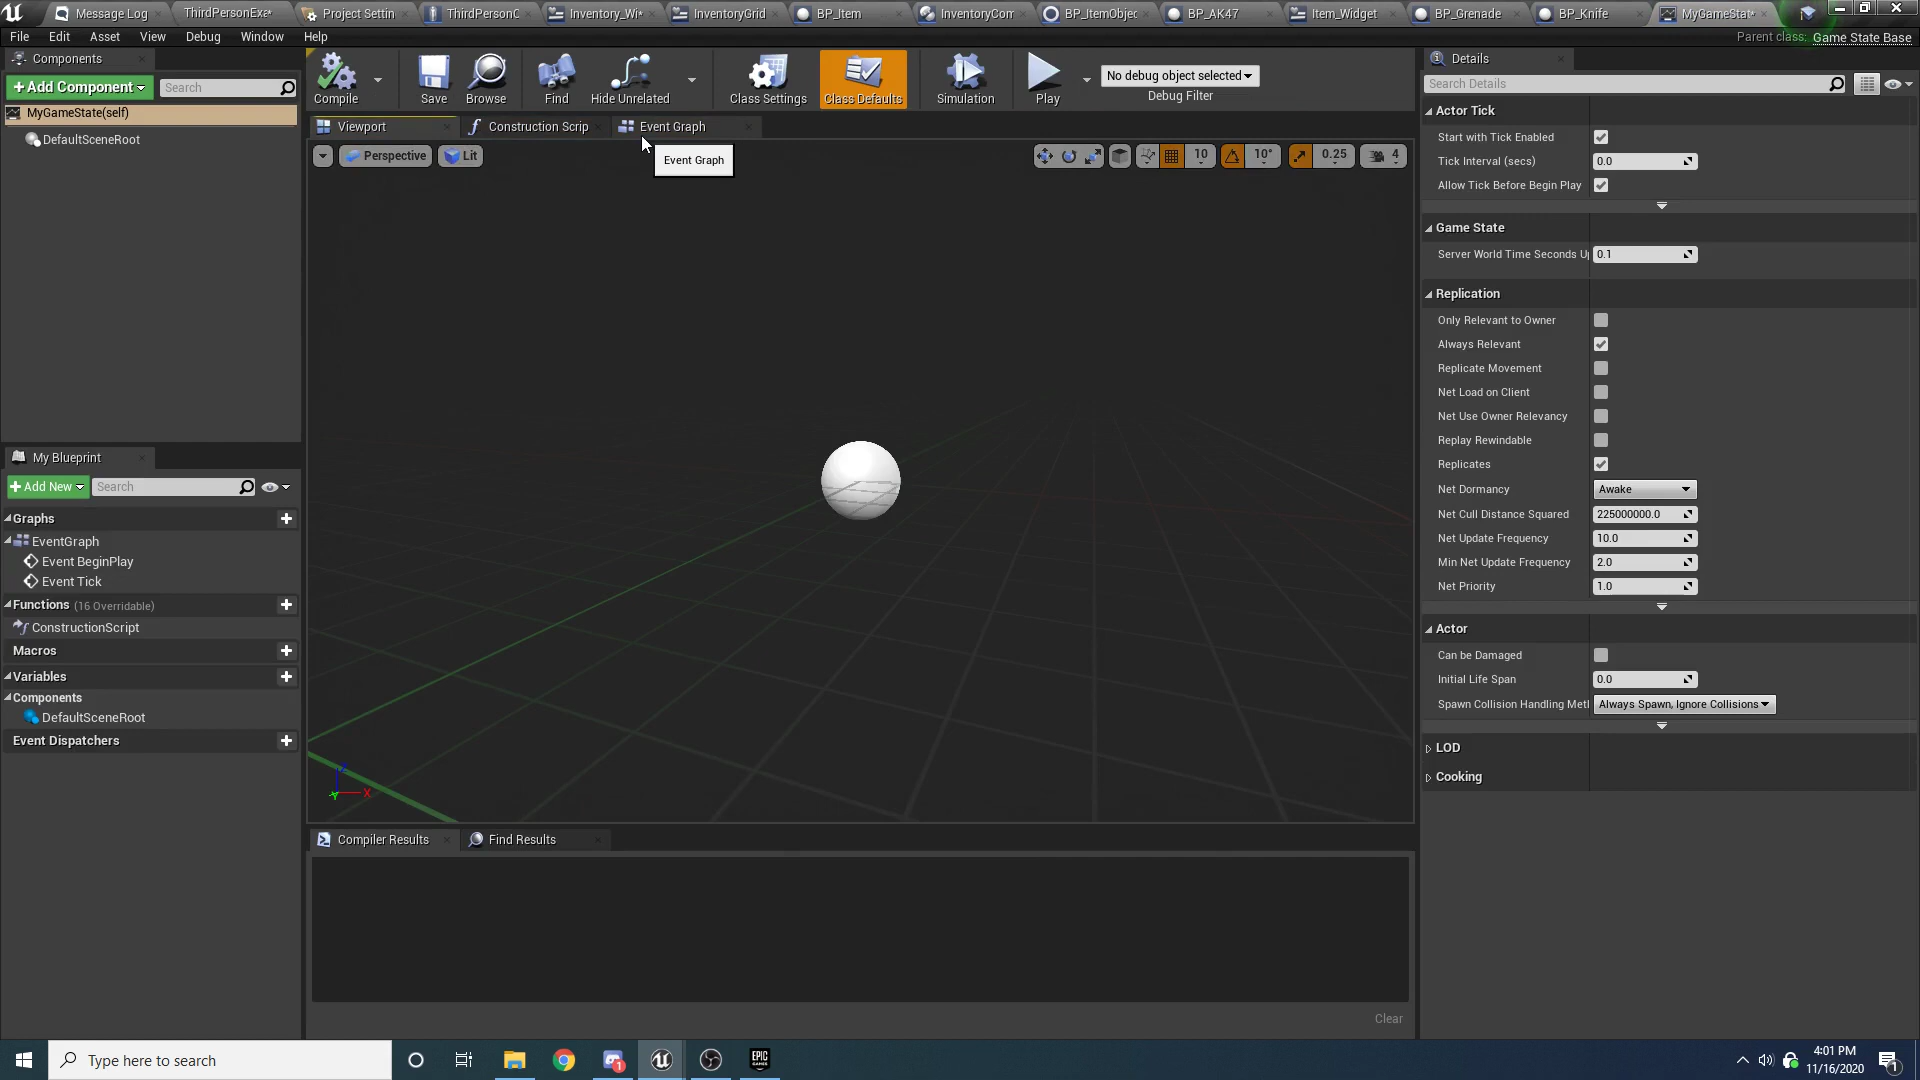 Message Log
ThirdPersonExa*
Project Settin
ThirdPersonC
Inventory_Wi*
InventoryGrid
BP_Item
InventoryCom
BP_ItemObjec
BP_AK47
Item_Widget
BP_Grenade
BP_Knife
MyGameStat*
File Edit Asset View Debug Window Help
Parent class: Game State Base
Components
+ Add Component
Search
MyGameState(self)
DefaultSceneRoot
Compile
Save
Browse
Find
Hide Unrelated
Class Settings
Class Defaults
Simulation
Play
No debug object selected
Debug Filter
Viewport
Construction Scrip
Event Graph
Event Graph
Perspective
Lit
10
10°
0.25
4
My Blueprint
+ Add New
Search
Graphs
EventGraph
Event BeginPlay
Event Tick
Functions (16 Overridable)
ConstructionScript
Macros
Variables
Components
DefaultSceneRoot
Event Dispatchers
Z
Y
X
Compiler Results
Find Results
Clear
Details
Search Details
Actor Tick
Start with Tick Enabled
Tick Interval (secs) 0.0
Allow Tick Before Begin Play
Game State
Server World Time Seconds U 0.1
Replication
Only Relevant to Owner
Always Relevant
Replicate Movement
Net Load on Client
Net Use Owner Relevancy
Replay Rewindable
Replicates
Net Dormancy Awake
Net Cull Distance Squared 225000000.0
Net Update Frequency 10.0
Min Net Update Frequency 2.0
Net Priority 1.0
Actor
Can be Damaged
Initial Life Span 0.0
Spawn Collision Handling Met Always Spawn, Ignore Collisions
LOD
Cooking
Type here to search
1
EPIC GAMES
4:01 PM
11/16/2020
1